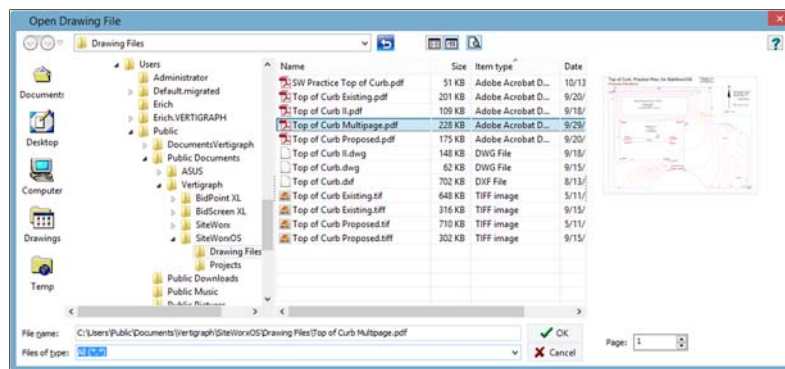 Open Drawing File
Drawing Files
Documents
Desktop
Computer
Drawings
Temp
Users
Administrator
Default.migrated
Erich
Erich.VERTIGRAPH
Public
DocumentsVertigraph
Public Documents
ASUS
Vertigraph
BidPoint XL
BidScreen XL
SiteWorx
SiteWorxOS
Drawing Files
Projects
Public Downloads
Public Music
Public Pictures
Name Size Item type Date
SW Practice Top of Curb.pdf 51 KB Adobe Acrobat D... 10/13
Top of Curb Existing.pdf 201 KB Adobe Acrobat D... 9/20/
Top of Curb II.pdf 109 KB Adobe Acrobat D... 9/18/
Top of Curb Multipage.pdf 228 KB Adobe Acrobat D... 9/29/
Top of Curb Proposed.pdf 175 KB Adobe Acrobat D... 9/20/
Top of Curb II.dwg 148 KB DWG File 9/18/
Top of Curb.dwg 62 KB DWG File 9/15/
Top of Curb.dxf 702 KB DXF File 8/13/
Top of Curb Existing.tif 648 KB TIFF image 5/11/
Top of Curb Existing.tiff 316 KB TIFF image 9/15/
Top of Curb Proposed.tif 710 KB TIFF image 5/11/
Top of Curb Proposed.tiff 302 KB TIFF image 9/15/
Top of Curb, Practice Plan, for SiteWorxOS
File name: C:\Users\Public\Documents\Vertigraph\SiteWorxOS\Drawing Files\Top of Curb Multipage.pdf OK
Files of type: All (*.*) Cancel
Page: 1